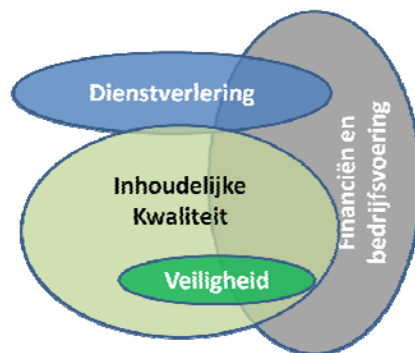 Dienstverlering
Inhoudelijke
Kwaliteit
Veiligheid
Financiën en
bedrijfsvoering